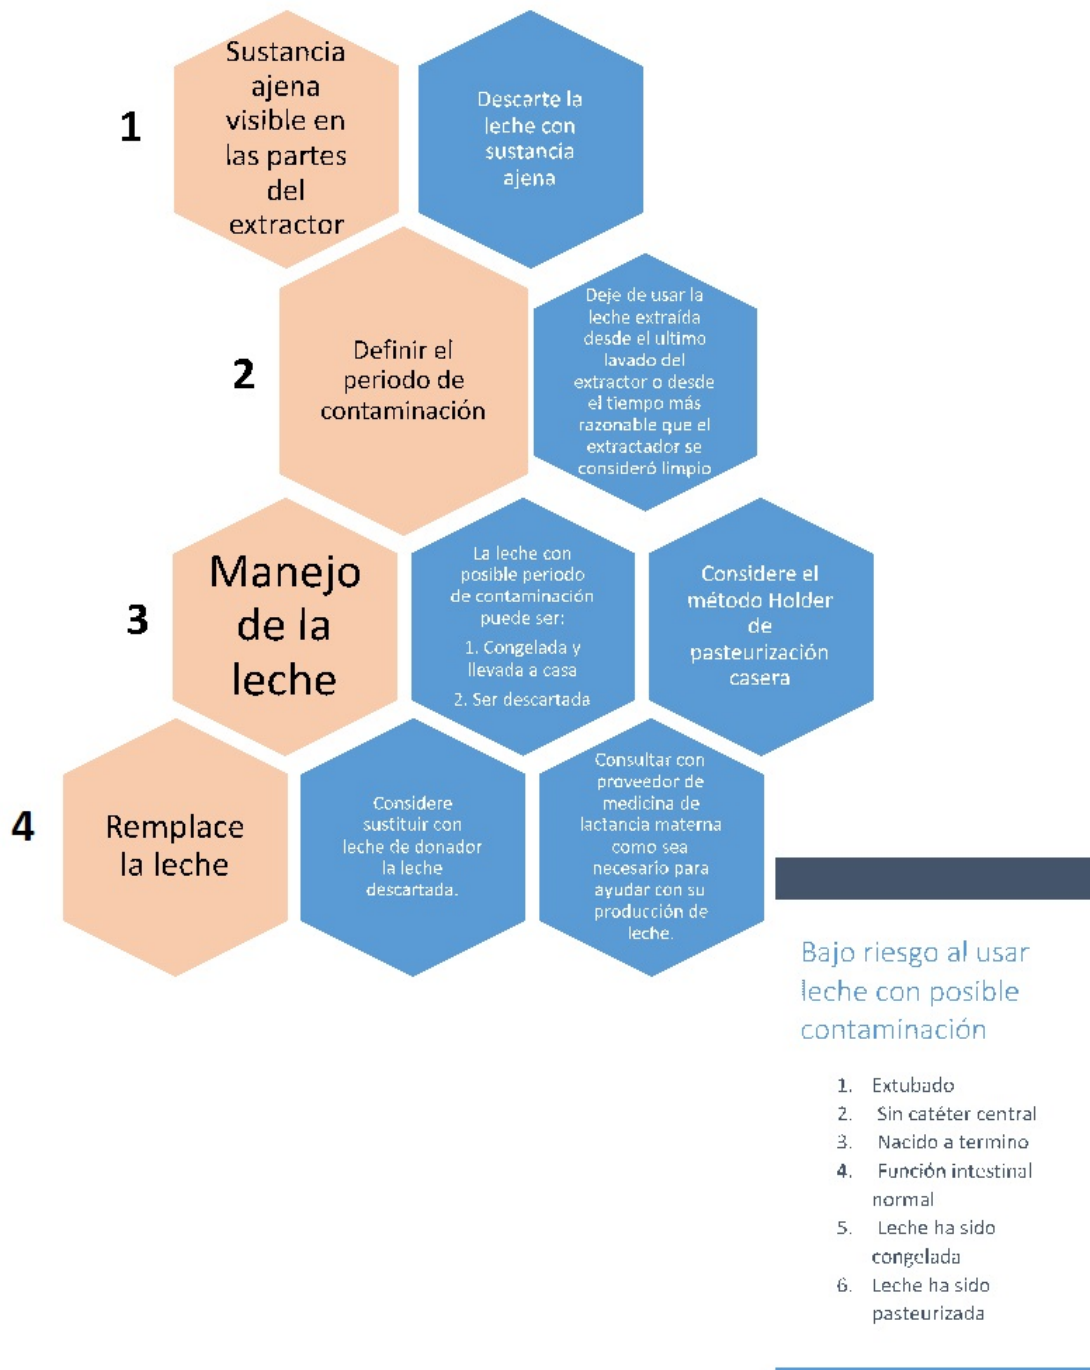 1
Sustancia
ajena
visible en
las partes
del
extractor
Descarte la
leche con
sustancia
ajena
2
Definir el
periodo de
contaminación
Deje de usar la
leche extraída
desde el ultimo
lavado del
extractor o desde
el tiempo más
razonable que el
extractador se
consideró limpio
3
Manejo
de la
leche
La leche con
posible periodo
de contaminación
puede ser:
1. Congelada y
llevada a casa
2. Ser descartada
Considere el
método Holder
de
pasteurización
casera
4
Remplace
la leche
Considere
sustituir con
leche de donador
la leche
descartada.
Consultar con
proveedor de
medicina de
lactancia materna
como sea
necesario para
ayudar con su
producción de
leche.
Bajo riesgo al usar
leche con posible
contaminación
1. Extubado
2. Sin catéter central
3. Nacido a termino
4. Función intestinal
normal
5. Leche ha sido
congelada
6. Leche ha sido
pasteurizada